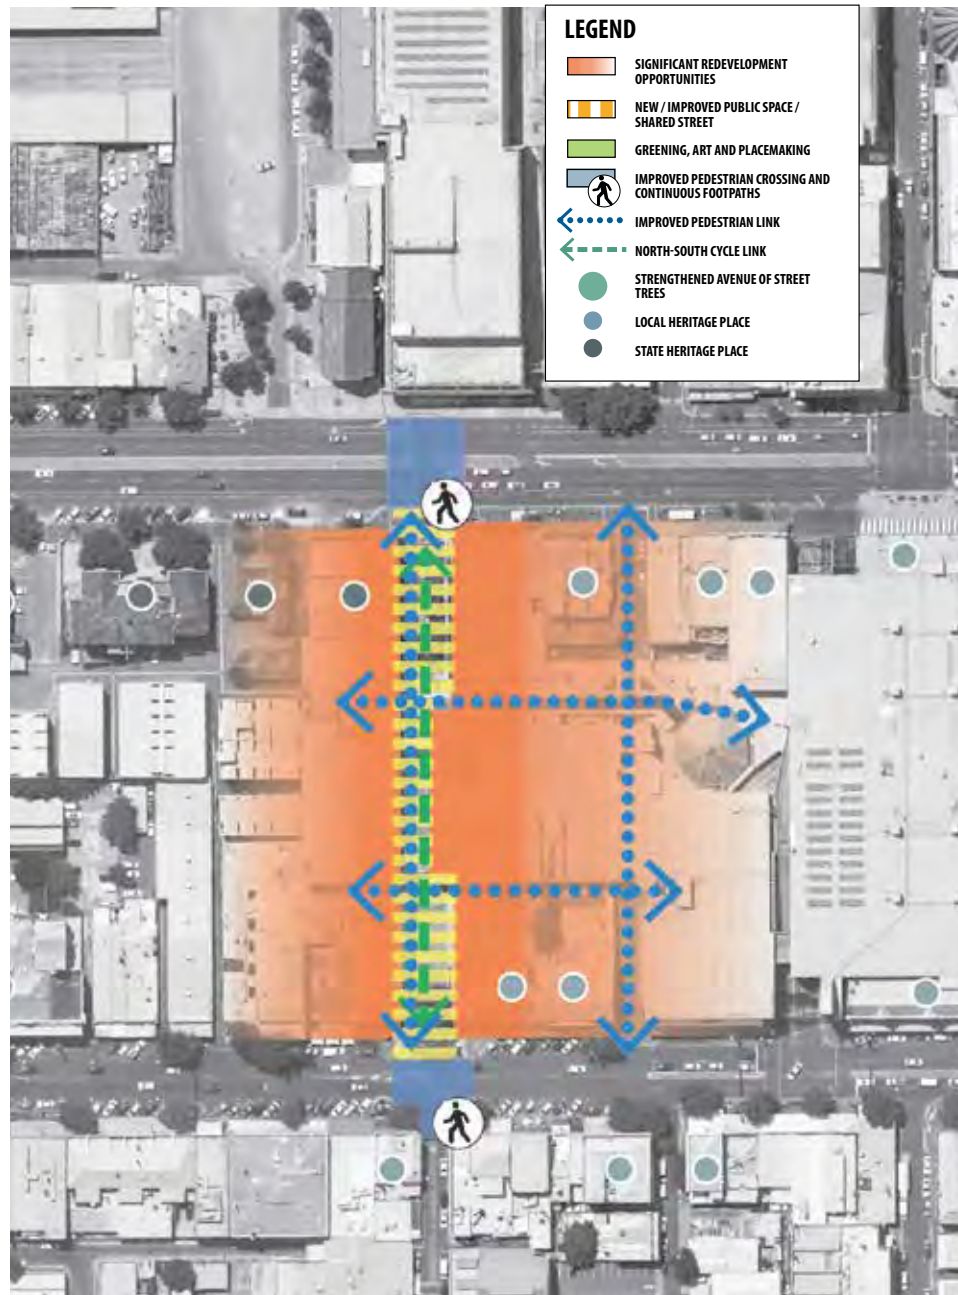 LEGEND
SIGNIFICANT REDEVELOPMENT
OPPORTUNITIES
NEW / IMPROVED PUBLIC SPACE /
SHARED STREET
GREENING, ART AND PLACEMAKING
IMPROVED PEDESTRIAN CROSSING AND
CONTINUOUS FOOTPATHS
IMPROVED PEDESTRIAN LINK
NORTH-SOUTH CYCLE LINK
STRENGTHENED AVENUE OF STREET
TREES
LOCAL HERITAGE PLACE
STATE HERITAGE PLACE